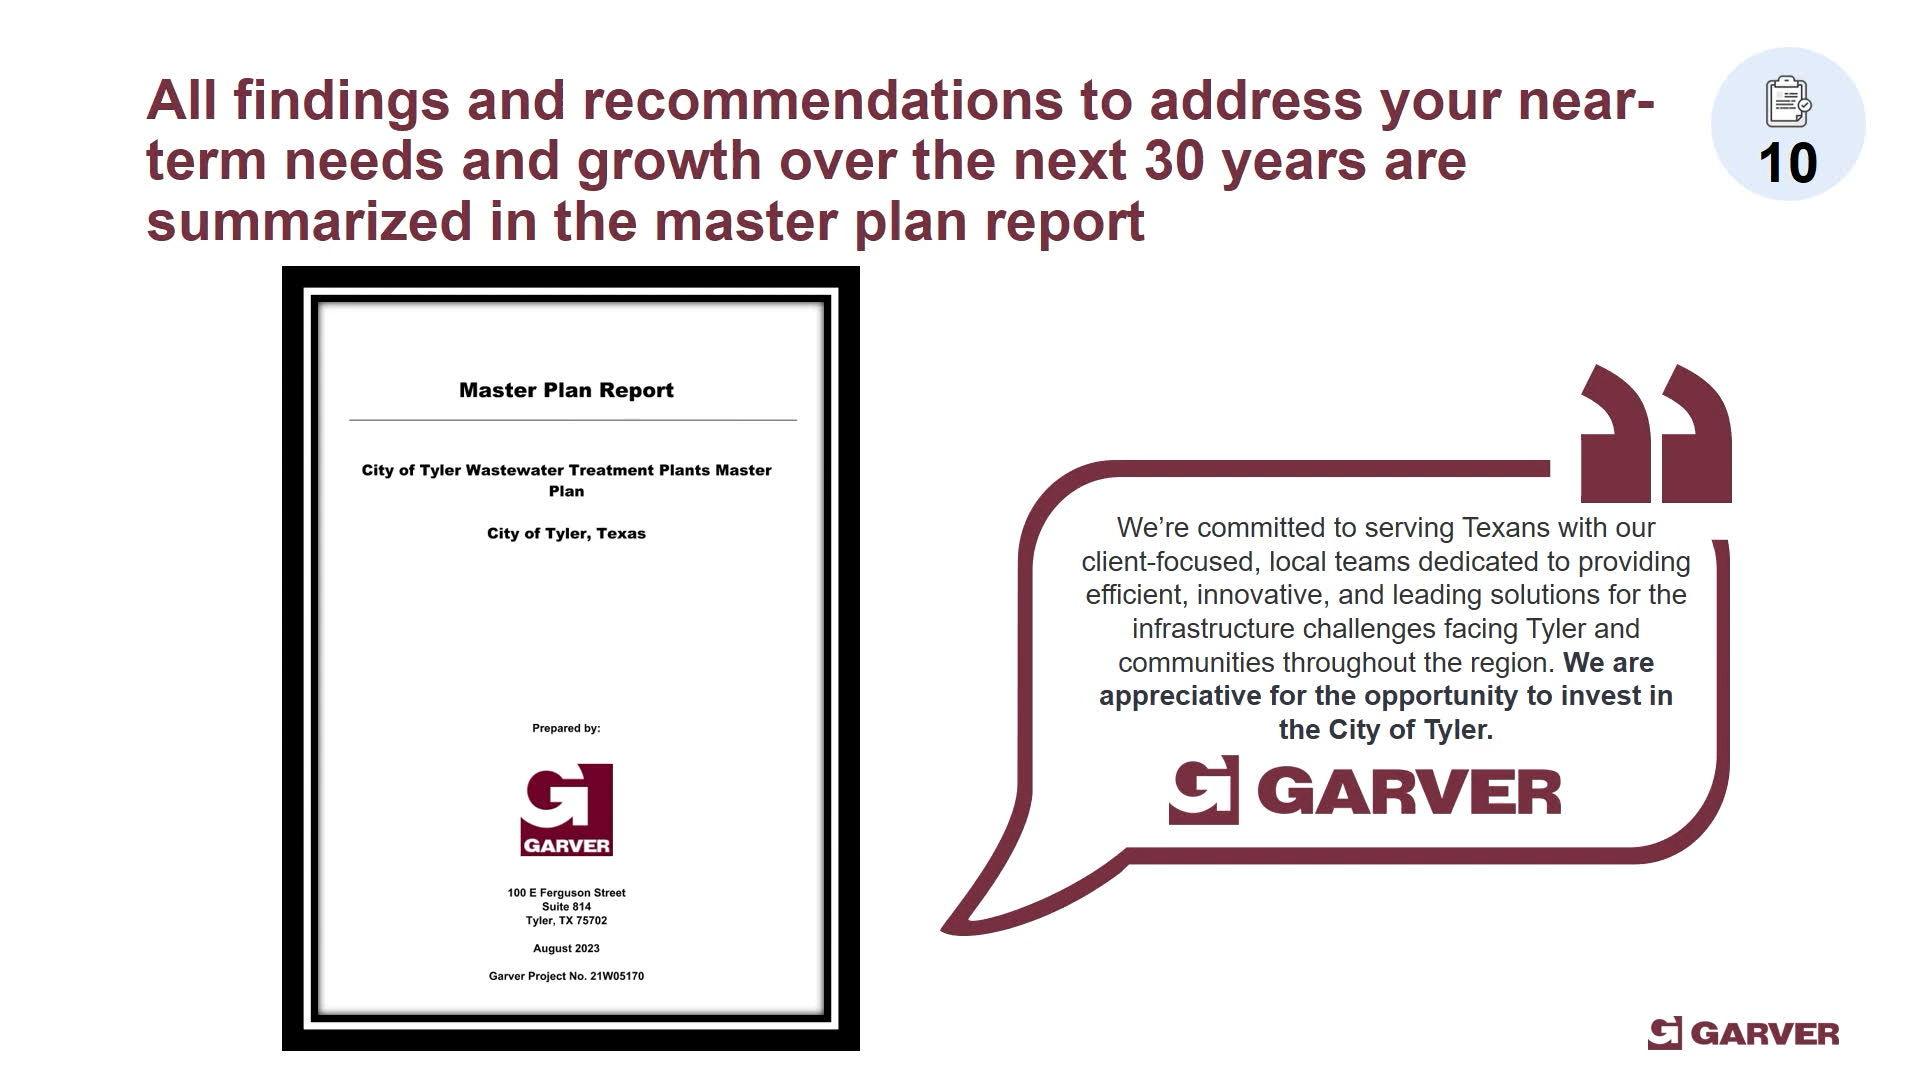 All findings and recommendations to address your near-
term needs and growth over the next 30 years are
summarized in the master plan report
10
Master Plan Report
City of Tyler Wastewater Treatment Plants Master
Plan
City of Tyler, Texas
Prepared by:
GARVER
100 E Ferguson Street
Suite 814
Tyler, TX 75702
August 2023
Garver Project No. 21W05170
We’re committed to serving Texans with our
client-focused, local teams dedicated to providing
efficient, innovative, and leading solutions for the
infrastructure challenges facing Tyler and
communities throughout the region. We are
appreciative for the opportunity to invest in
the City of Tyler.
GARVER
GARVER